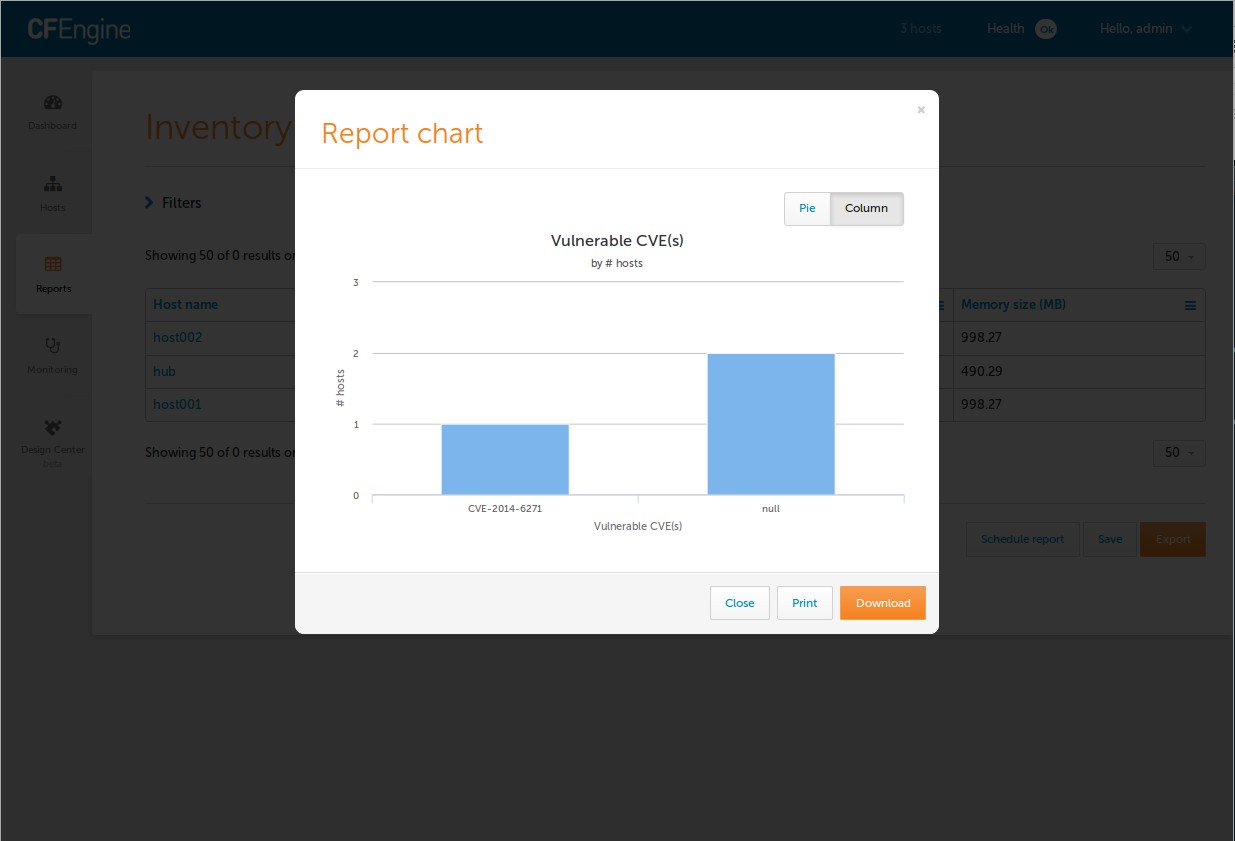 CFEngine
3 hosts
Health
Ok
Hello, admin
Dashboard
Hosts
Reports
Monitoring
Design Center
Inventory
Filters
Showing 50 of 0 results on
50
Host name
Memory size (MB)
host002
998.27
hub
490.29
host001
998.27
Showing 50 of 0 results on
50
Schedule report
Save
Export
×
Report chart
Pie
Column
Vulnerable CVE(s)
by # hosts
3
2
1
0
# hosts
CVE-2014-6271
null
Vulnerable CVE(s)
Close
Print
Download